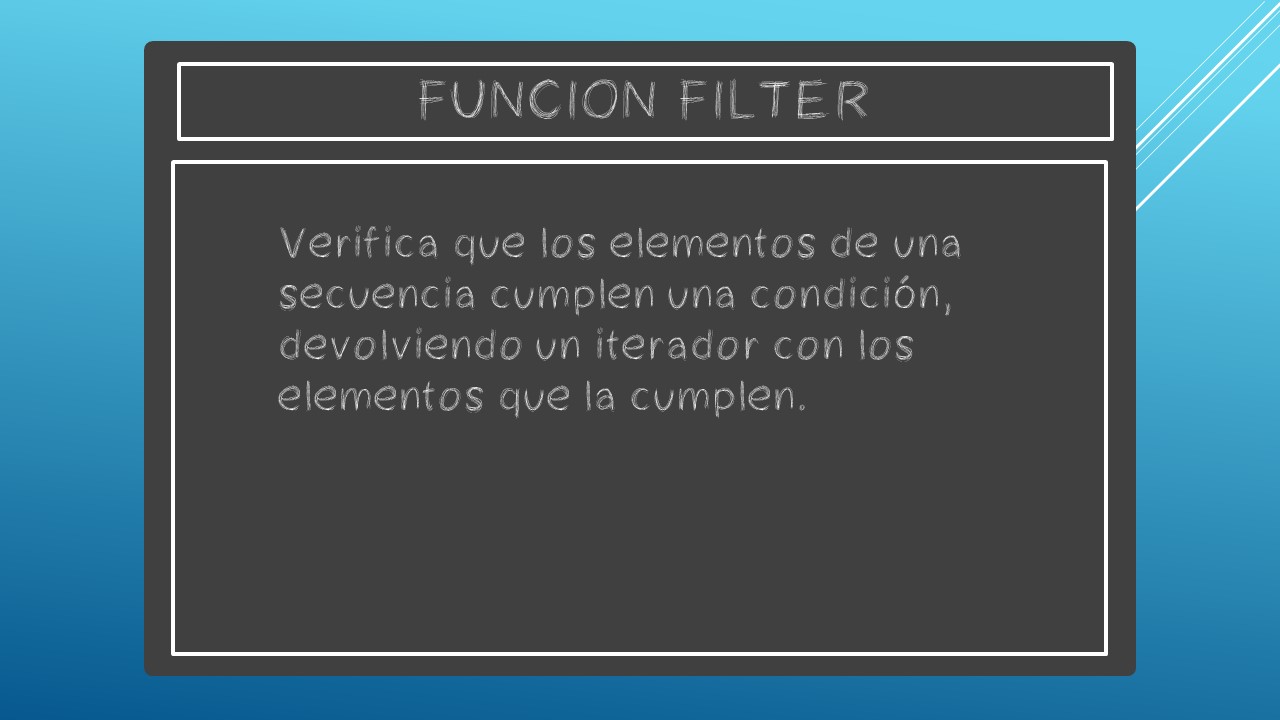 FUNCION FILTER
Verifica que los elementos de una
secuencia cumplen una condición,
devolviendo un iterador con los
elementos que la cumplen.